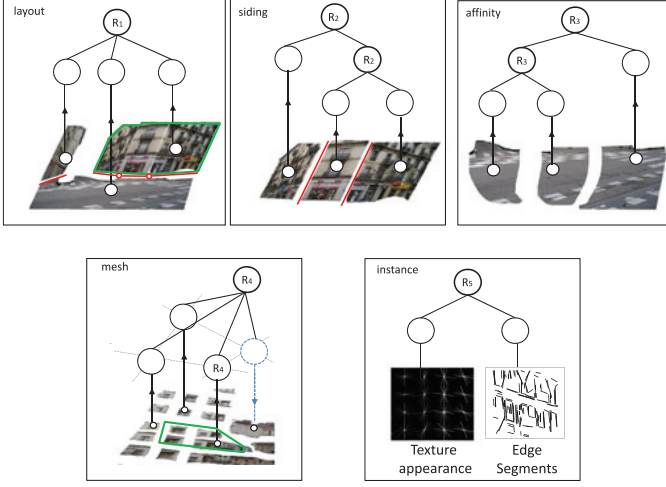 layout
R1
siding
R2
R2
affinity
R3
R3
mesh
R4
R4
instance
R5
Texture
appearance
Edge
Segments